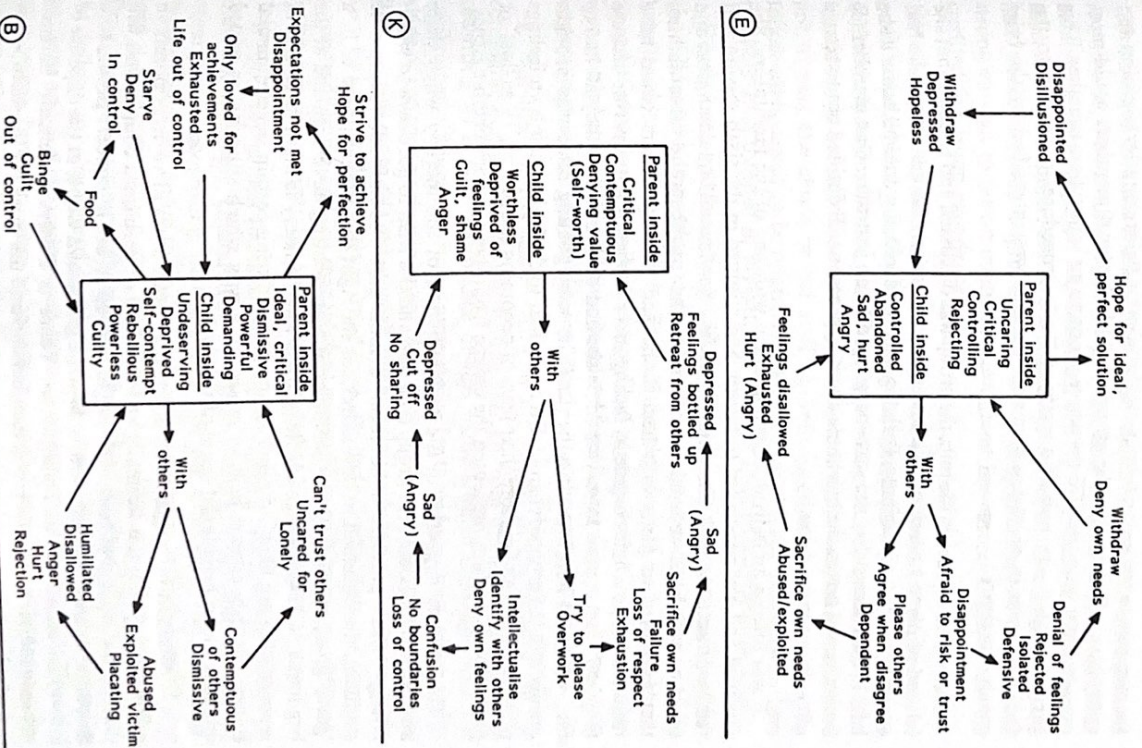 Hope for ideal,
perfect solution
Disappointed
Disillusioned
Withdraw
Depressed
Hopeless
Parent inside
Uncaring
Critical
Controlling
Rejecting
Child inside
Controlled
Abandoned
Sad, hurt
Angry
Withdraw
Deny own needs
Denial of feelings
Rejected
Isolated
Defensive
Disappointment
Afraid to risk or trust
With
others
Please others
Agree when disagree
Dependent
Sacrifice own needs
Abused/exploited
Feelings disallowed
Exhausted
Hurt (Angry)
E
Parent inside
Critical
Contemptuous
Denying value
(Self-worth)
Child inside
Worthless
Deprived of
feelings
Guilt, shame
Anger
Depressed
Feelings bottled up
Retreat from others
Sad
(Angry)
Sacrifice own needs
Failure
Loss of respect
Exhaustion
Try to please
Overwork
With
others
Intellectualise
Identify with others
Deny own feelings
Confusion
No boundaries
Loss of control
Sad
(Angry)
Depressed
Cut off
No sharing
K
Strive to achieve
Hope for perfection
Expectations not met
Disappointment
Only loved for
achievements
Exhausted
Life out of control
Starve
Deny
In control
Food
Binge
Guilt
Out of control
Parent inside
Ideal, critical
Dismissive
Powerful
Demanding
Child inside
Undeserving
Deprived
Self-contempt
Rebellious
Powerless
Guilty
Can't trust others
Uncared for
Lonely
Contemptuous
of others
Dismissive
With
others
Abused
Exploited victim
Placating
Humiliated
Disallowed
Anger
Hurt
Rejection
B